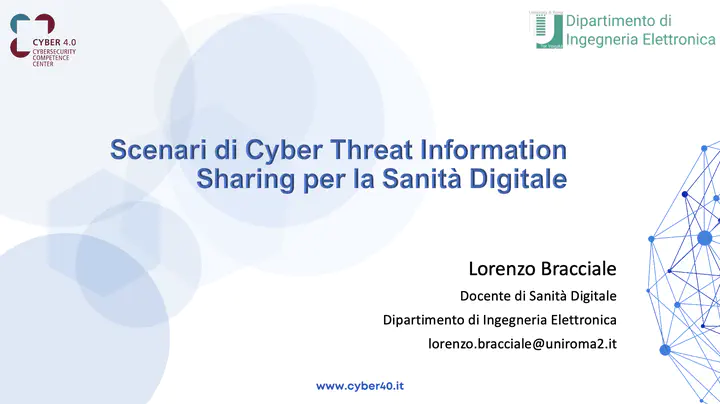 CYBER 4.0
CYBERSECURITY
COMPETENCE
CENTER
Dipartimento di
Ingegneria Elettronica
Scenari di Cyber Threat Information
Sharing per la Sanità Digitale
Lorenzo Bracciale
Docente di Sanità Digitale
Dipartimento di Ingegneria Elettronica
lorenzo.bracciale@uniroma2.it
www.cyber40.it